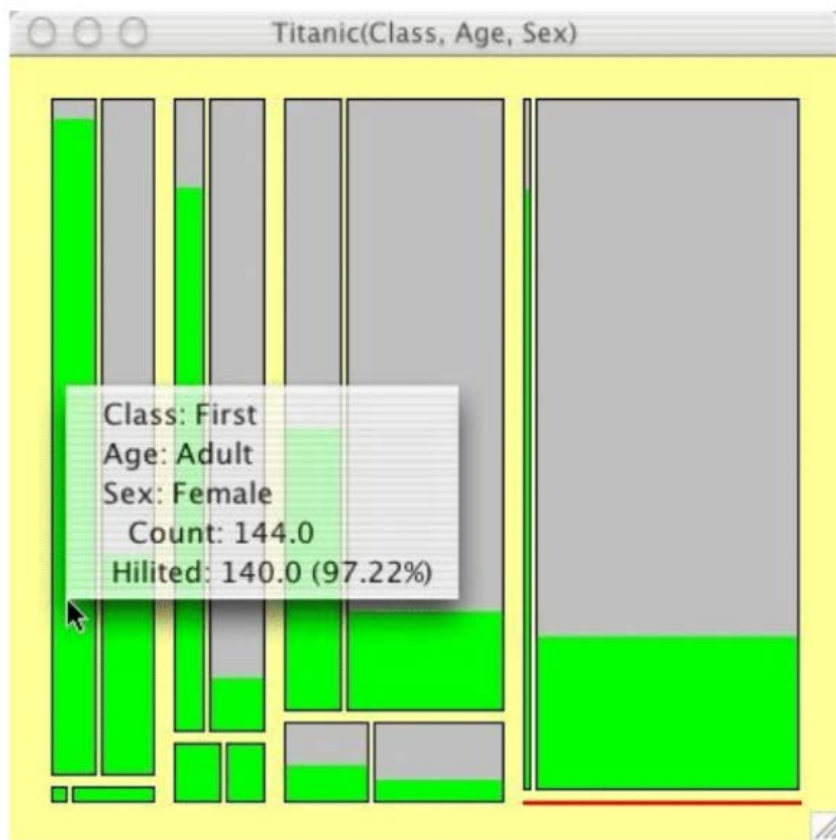 Titanic(Class, Age, Sex)
Class: First
Age: Adult
Sex: Female
Count: 144.0
Hilited: 140.0 (97.22%)